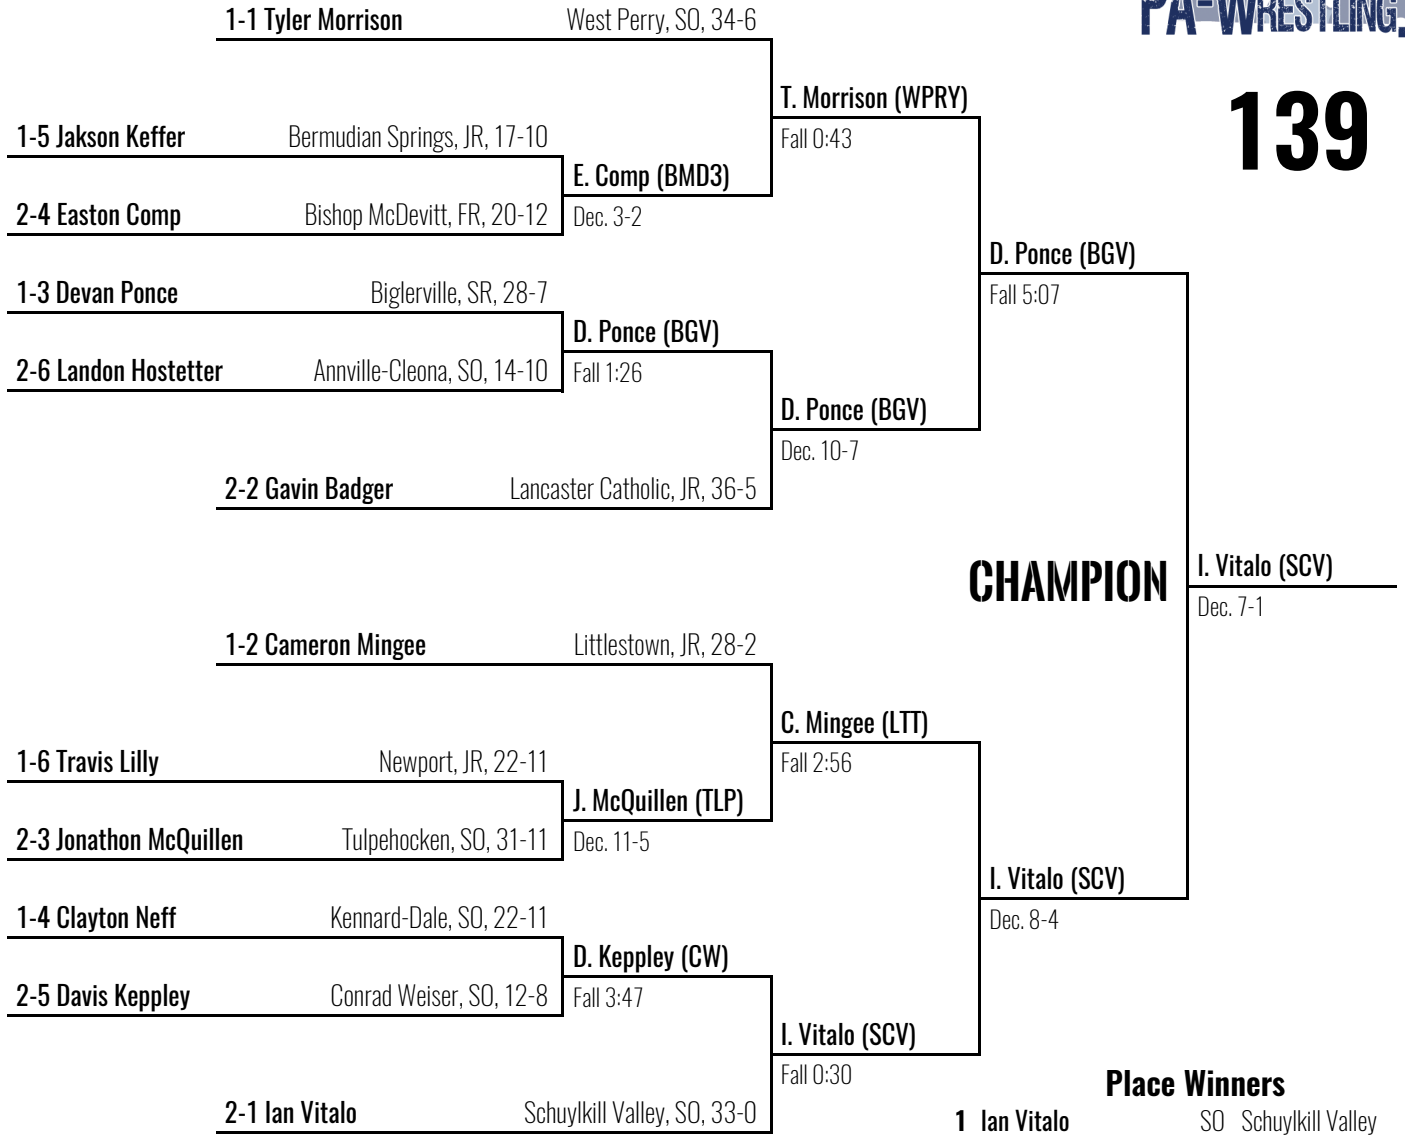 1-1 Tyler Morrison West Perry, SO, 34-6
PA-WRESTLING.
T. Morrison (WPRY)
Fall 0:43
139
1-5 Jakson Keffer Bermudian Springs, JR, 17-10
E. Comp (BMD3)
Dec. 3-2
2-4 Easton Comp Bishop McDevitt, FR, 20-12
D. Ponce (BGV)
Fall 5:07
1-3 Devan Ponce Biglerville, SR, 28-7
D. Ponce (BGV)
Fall 1:26
2-6 Landon Hostetter Annville-Cleona, SO, 14-10
D. Ponce (BGV)
Dec. 10-7
2-2 Gavin Badger Lancaster Catholic, JR, 36-5
CHAMPION
I. Vitalo (SCV)
Dec. 7-1
1-2 Cameron Mingee Littlestown, JR, 28-2
C. Mingee (LTT)
Fall 2:56
1-6 Travis Lilly Newport, JR, 22-11
J. McQuillen (TLP)
Dec. 11-5
2-3 Jonathon McQuillen Tulpehocken, SO, 31-11
I. Vitalo (SCV)
Dec. 8-4
1-4 Clayton Neff Kennard-Dale, SO, 22-11
D. Keppley (CW)
Fall 3:47
2-5 Davis Keppley Conrad Weiser, SO, 12-8
I. Vitalo (SCV)
Fall 0:30
2-1 Ian Vitalo Schuylkill Valley, SO, 33-0
Place Winners
1 Ian Vitalo SO Schuylkill Valley